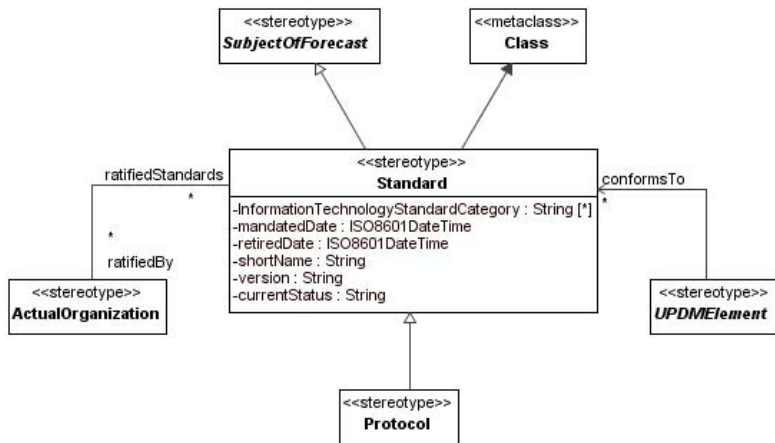 <<stereotype>>
SubjectOfForecast
<<metaclass>>
Class
<<stereotype>>
Standard
-InformationTechnologyStandardCategory : String [*]
-mandatedDate : ISO8601DateTime
-retiredDate : ISO8601DateTime
-shortName : String
-version : String
-currentStatus : String
ratifiedStandards
*
*
ratifiedBy
conformsTo
*
<<stereotype>>
ActualOrganization
<<stereotype>>
UPDMElement
<<stereotype>>
Protocol